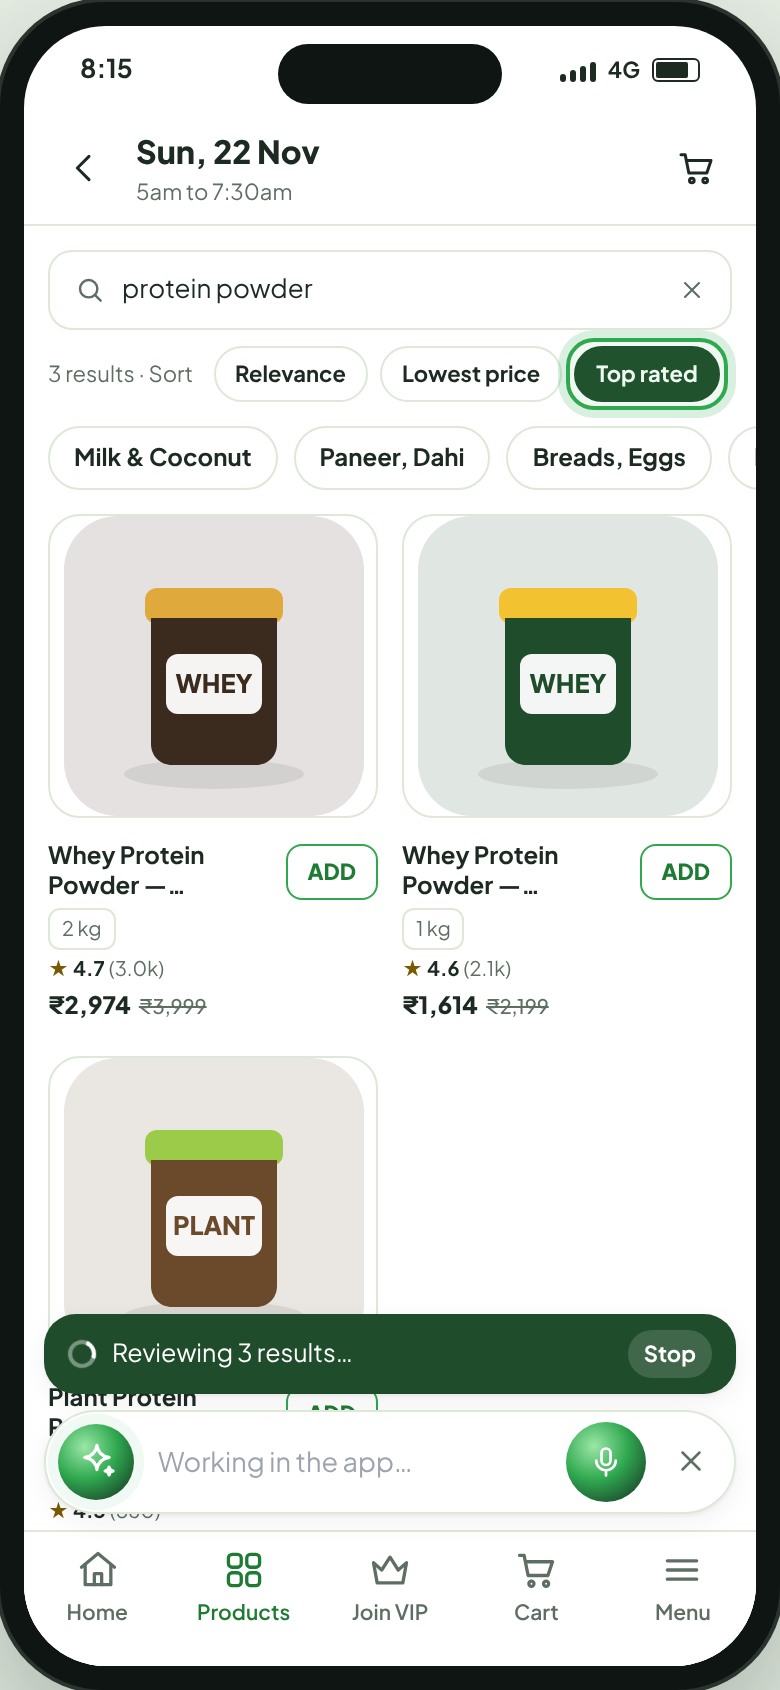 8:15
4G
Sun, 22 Nov
5am to 7:30am
protein powder
3 results · Sort
Relevance
Lowest price
Top rated
Milk & Coconut
Paneer, Dahi
Breads, Eggs
WHEY
WHEY
Whey Protein
Powder — ...
ADD
2 kg
★ 4.7 (3.0k)
₹2,974 ₹3,999
Whey Protein
Powder — ...
ADD
1 kg
★ 4.6 (2.1k)
₹1,614 ₹2,199
PLANT
Reviewing 3 results...
Stop
Plant Protein
ADD
Working in the app...
Home
Products
Join VIP
Cart
Menu